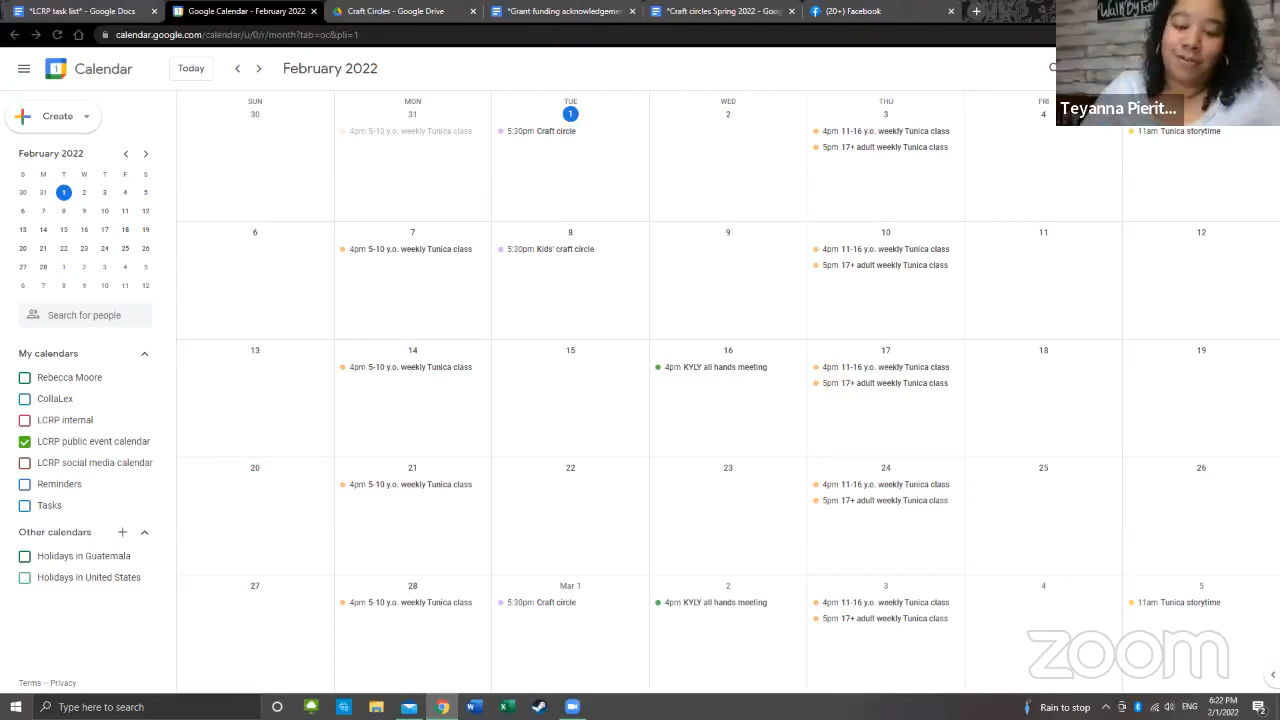 "Task list" - Google Docs
Google Calendar - February 2022
Craft Circles - Google Drive
"Grant funding acknowledgemen
"Craft circles Spring 2022 - Goog
(20+) Facebook
calendar.google.com/calendar/u/0/r/month?tab=oc&pli=1
Calendar
Today
February 2022
Teyanna Pierit...
Create
SUN MON TUE WED THU FRI
30 31 1 2 3 4
4pm 5-10 y.o. weekly Tunica class
5:30pm Craft circle
4pm 11-16 y.o. weekly Tunica class
5pm 17+ adult weekly Tunica class
11am Tunica storytime
February 2022
S M T W T F S
30 31 1 2 3 4 5
6 7 8 9 10 11 12
13 14 15 16 17 18 19
20 21 22 23 24 25 26
27 28 1 2 3 4 5
6 7 8 9 10 11 12
6 7 8 9 10 11 12
4pm 5-10 y.o. weekly Tunica class
5:30pm Kids' craft circle
4pm 11-16 y.o. weekly Tunica class
5pm 17+ adult weekly Tunica class
Search for people
My calendars
Rebecca Moore
CollaLex
LCRP internal
LCRP public event calendar
LCRP social media calendar
Reminders
Tasks
13 14 15 16 17 18 19
4pm 5-10 y.o. weekly Tunica class
4pm KYLY all hands meeting
4pm 11-16 y.o. weekly Tunica class
5pm 17+ adult weekly Tunica class
20 21 22 23 24 25 26
4pm 5-10 y.o. weekly Tunica class
4pm 11-16 y.o. weekly Tunica class
5pm 17+ adult weekly Tunica class
Other calendars
Holidays in Guatemala
Holidays in United States
27 28 Mar 1 2 3 4 5
4pm 5-10 y.o. weekly Tunica class
5:30pm Craft circle
4pm KYLY all hands meeting
4pm 11-16 y.o. weekly Tunica class
5pm 17+ adult weekly Tunica class
11am Tunica storytime
zoom
Terms – Privacy
Type here to search
Rain to stop
ENG
6:22 PM
2/1/2022